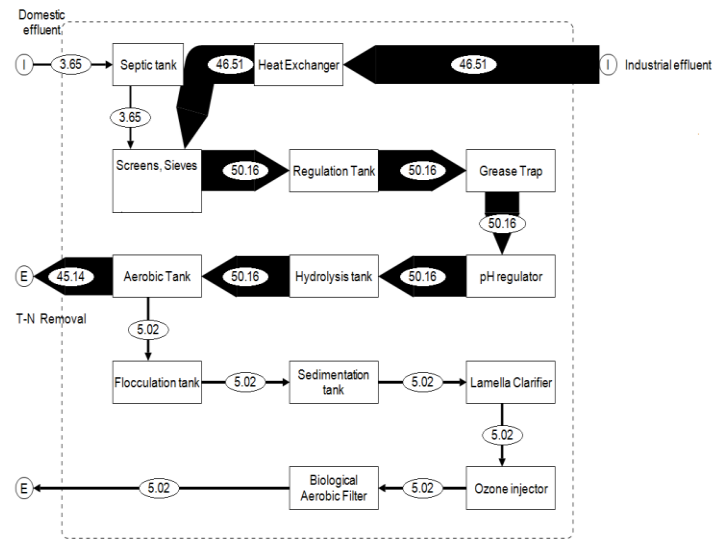 Domestic
effluent
I
3.65
Septic tank
46.51
Heat Exchanger
46.51
I
Industrial effluent
3.65
Screens, Sieves
50.16
Regulation Tank
50.16
Grease Trap
50.16
E
45.14
Aerobic Tank
50.16
Hydrolysis tank
50.16
pH regulator
T-N Removal
5.02
Flocculation tank
5.02
Sedimentation
tank
5.02
Lamella Clarifier
5.02
E
5.02
Biological
Aerobic Filter
5.02
Ozone injector